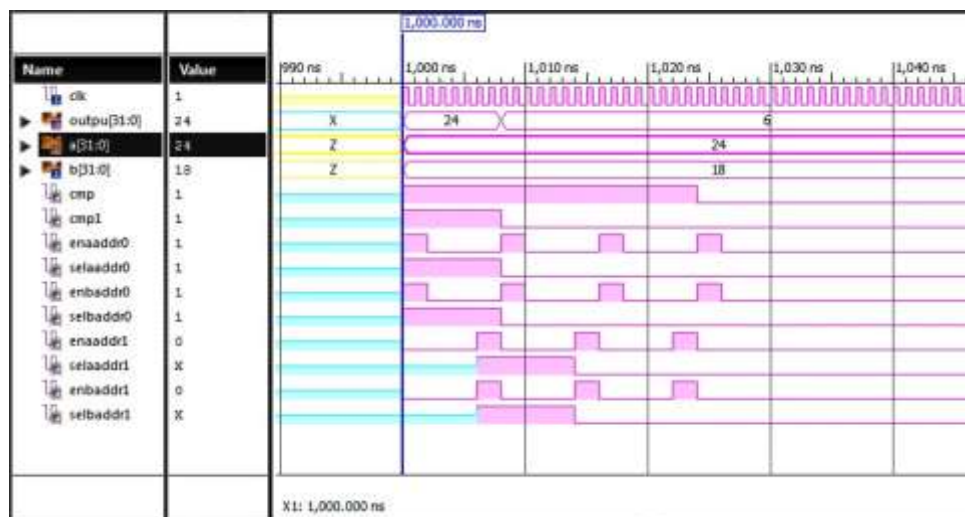 1,000.000 ns
Name Value
990 ns 1,000 ns 1,010 ns 1,020 ns 1,030 ns 1,040 ns
clk 1
outpu[31:0] 24 X 24 6
a[31:0] 24 Z 24
b[31:0] 18 Z 18
cmp 1
cmp1 1
enaaddr0 1
selaaddr0 1
enbaddr0 1
selbaddr0 1
enaaddr1 0
selaaddr1 X
enbaddr1 0
selbaddr1 X
X1: 1,000.000 ns